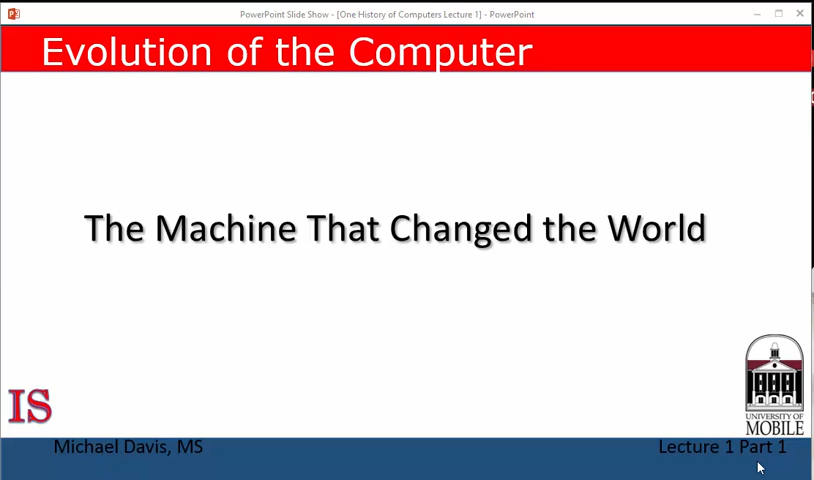 PowerPoint Slide Show - [One History of Computers Lecture 1] - PowerPoint
Evolution of the Computer
The Machine That Changed the World
IS
UNIVERSITY OF
MOBILE
Michael Davis, MS
Lecture 1 Part 1